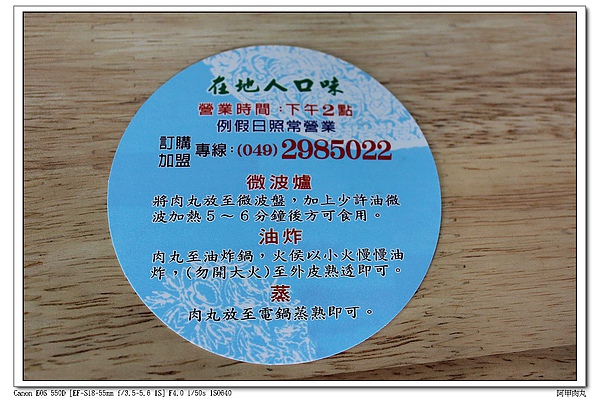 在地人口味
營業時間：下午2點
例假日照常營業
訂購
加盟
專線：(049)2985022
微波爐
將肉丸放至微波盤，加上少許油微
波加熱5～6分鐘後方可食用。
油炸
肉丸至油炸鍋，火侯以小火慢慢油
炸，(勿開大火)至外皮熟透即可。
蒸
肉丸放至電鍋蒸熟即可。
Canon EOS 550D [EF-S18-55mm f/3.5-5.6 IS] F4.0 1/50s ISO640
阿甲肉丸